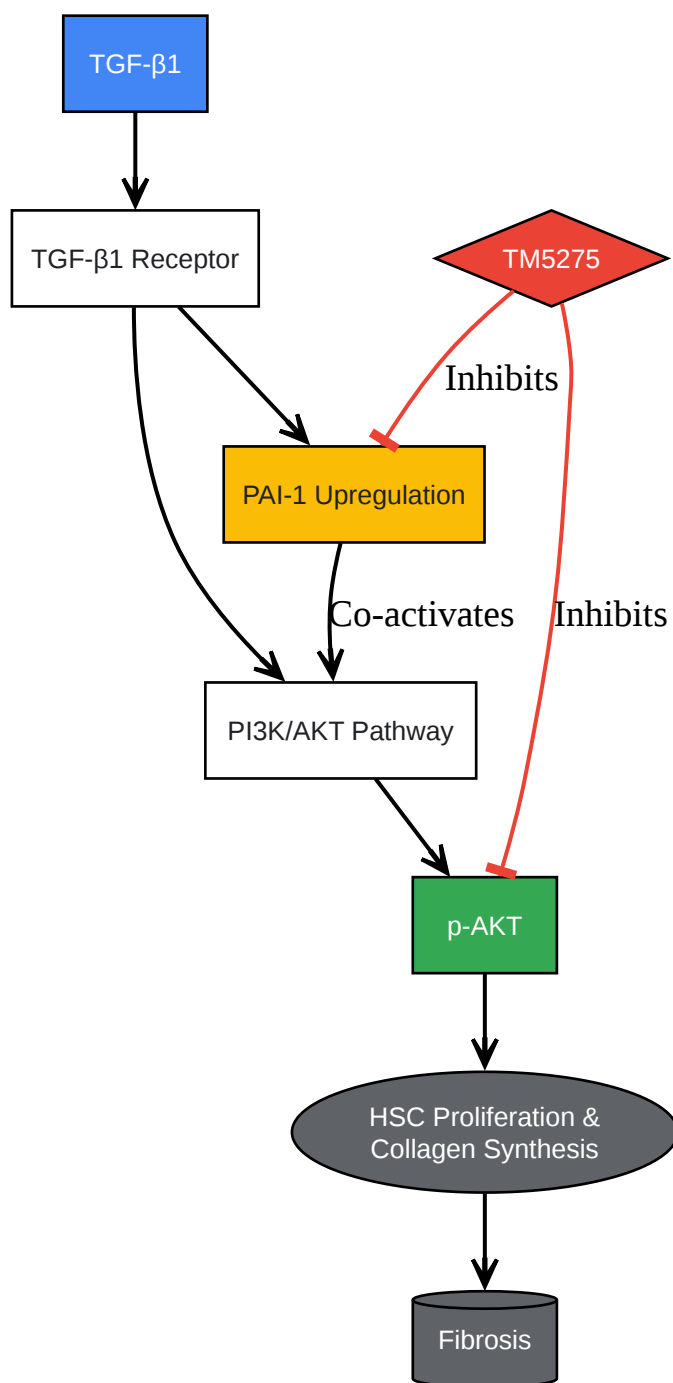 TGF-β1
TGF-β1 Receptor
TM5275
Inhibits
PAI-1 Upregulation
Co-activates
Inhibits
PI3K/AKT Pathway
p-AKT
HSC Proliferation &
Collagen Synthesis
Fibrosis